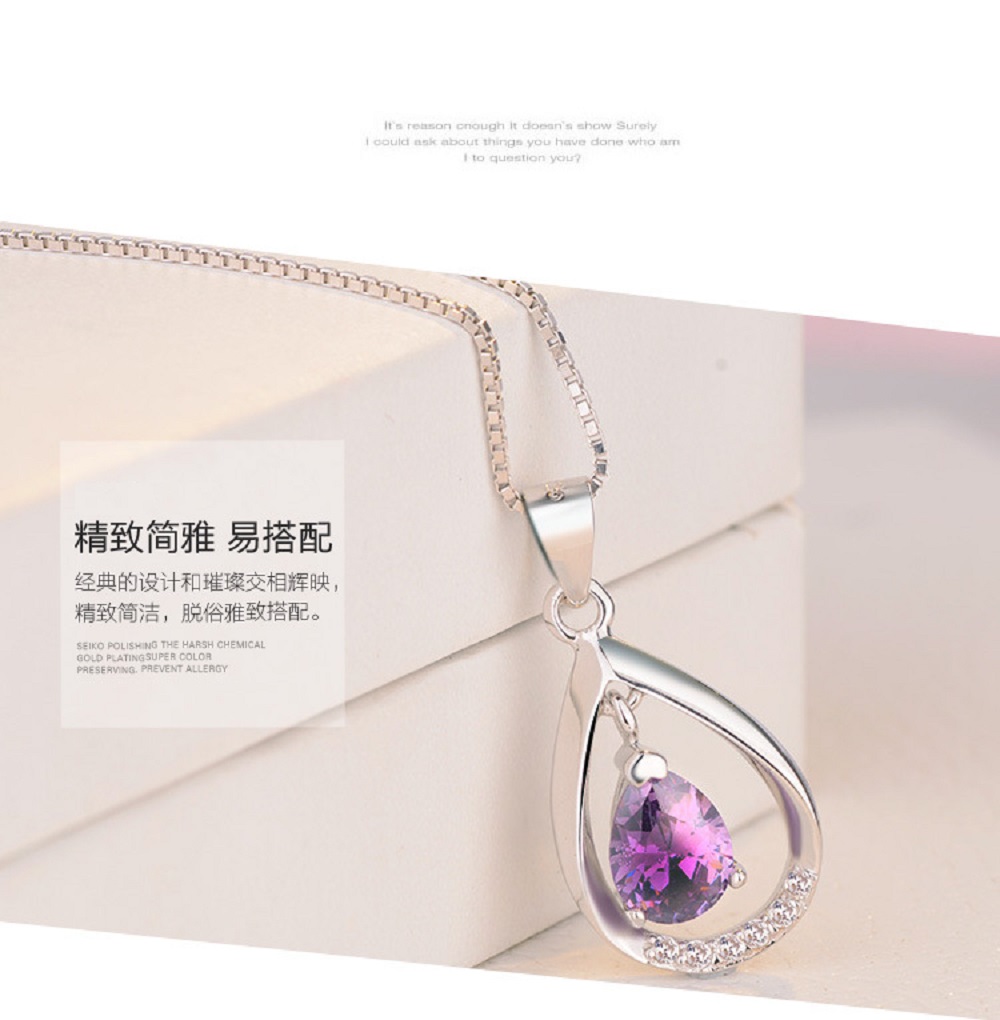 It's reason cnough it doesn's show Surely
I could ask about things you have done who am
I to question you?
精致简雅 易搭配
经典的设计和璀璨交相辉映，
精致简洁，脱俗雅致搭配。
SEIKO POLISHING THE HARSH CHEMICAL
GOLD PLATINGSUPER COLOR
PRESERVING. PREVENT ALLERGY